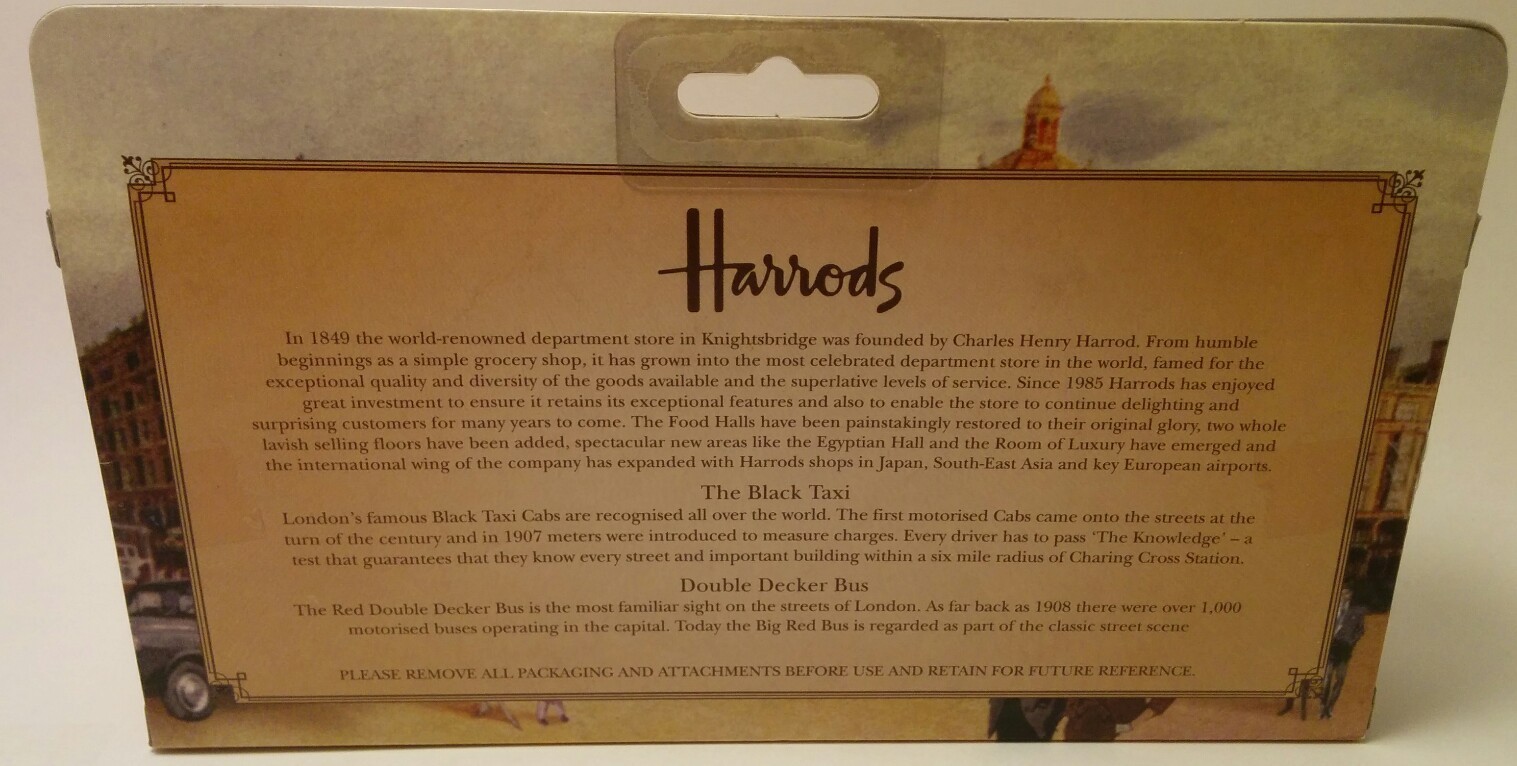 Harrods
In 1849 the world-renowned department store in Knightsbridge was founded by Charles Henry Harrod. From humble
beginnings as a simple grocery shop, it has grown into the most celebrated department store in the world, famed for the
exceptional quality and diversity of the goods available and the superlative levels of service. Since 1985 Harrods has enjoyed
great investment to ensure it retains its exceptional features and also to enable the store to continue delighting and
surprising customers for many years to come. The Food Halls have been painstakingly restored to their original glory, two whole
lavish selling floors have been added, spectacular new areas like the Egyptian Hall and the Room of Luxury have emerged and
the international wing of the company has expanded with Harrods shops in Japan, South-East Asia and key European airports.
The Black Taxi
London's famous Black Taxi Cabs are recognised all over the world. The first motorised Cabs came onto the streets at the
turn of the century and in 1907 meters were introduced to measure charges. Every driver has to pass 'The Knowledge' – a
test that guarantees that they know every street and important building within a six mile radius of Charing Cross Station.
Double Decker Bus
The Red Double Decker Bus is the most familiar sight on the streets of London. As far back as 1908 there were over 1,000
motorised buses operating in the capital. Today the Big Red Bus is regarded as part of the classic street scene
PLEASE REMOVE ALL PACKAGING AND ATTACHMENTS BEFORE USE AND RETAIN FOR FUTURE REFERENCE.